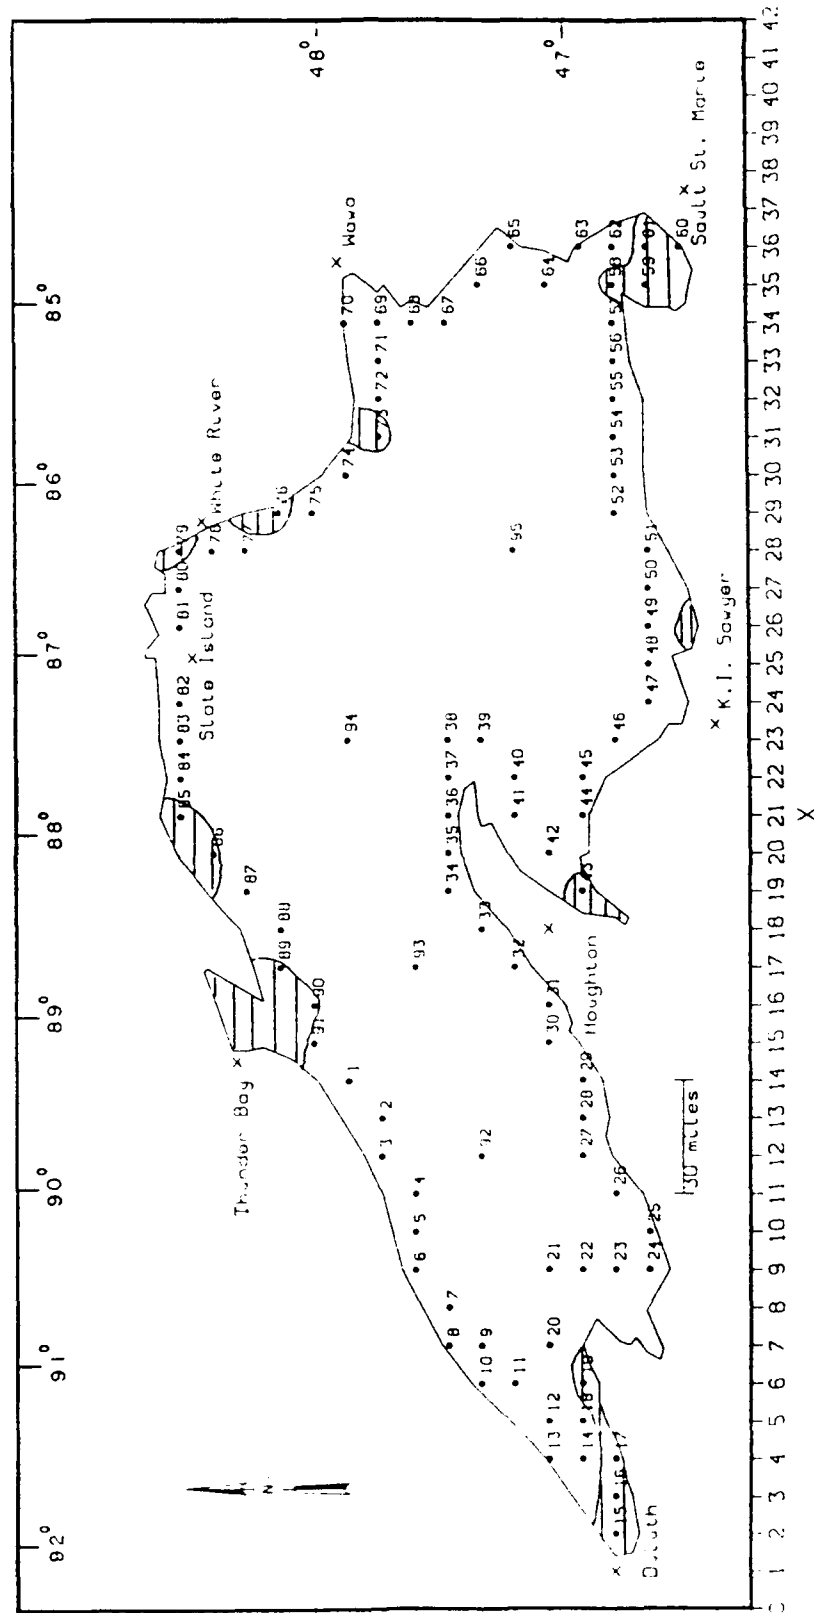 92° 91° 90° 89° 88° 87° 86° 85°
85 84 83 82 81 80 79
Slate Island
White River
86 78
Thunder Bay
87 77
89 88 76
91 90 75
48°
N
1 94 74 70
Wawa
3 2 73 72 71 69
6 5 4 93 68
8 7 34 35 36 37 38 67
10 9 92 33 39 66
11 32 41 40 95 65
13 12 20 21 30 31 42 64
47°
14 18 19 22 27 28 29 43 44 45 63
Houghton
15 16 17 23 26 46 52 53 54 55 56 57 58 62
Duluth
24 25 47 48 49 50 51 59 61
60
30 miles
Sault St. Marie
K.I. Sawyer
0 1 2 3 4 5 6 7 8 9 10 11 12 13 14 15 16 17 18 19 20 21 22 23 24 25 26 27 28 29 30 31 32 33 34 35 36 37 38 39 40 41 42
X